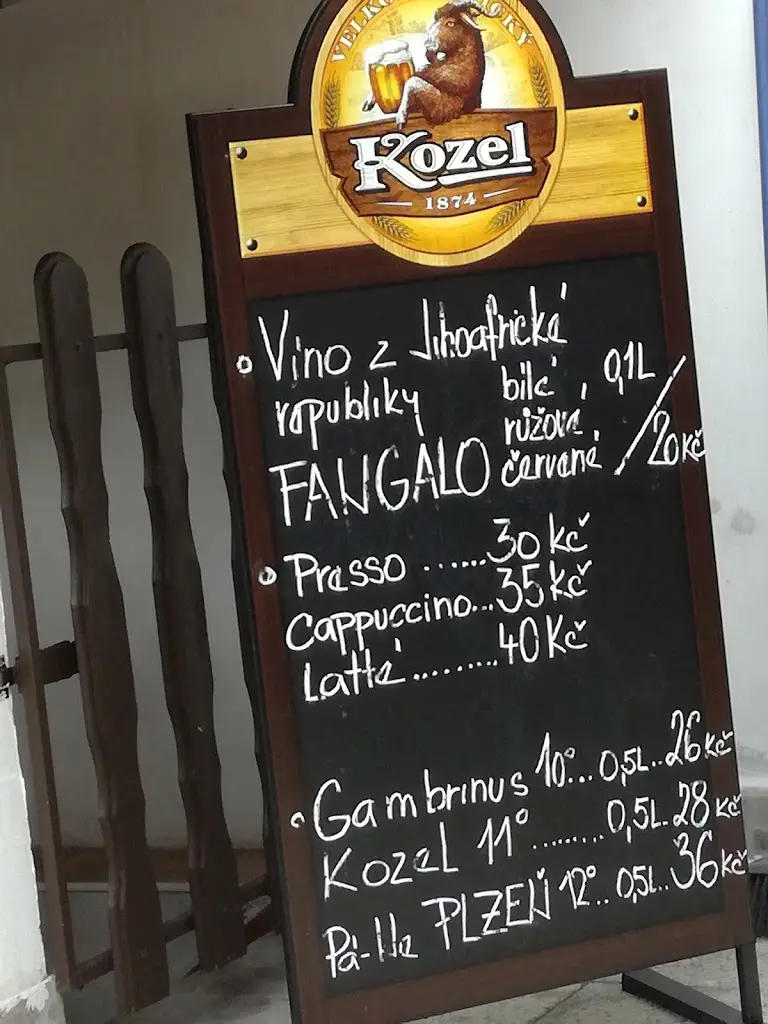 Kozel
1874
Víno z Jihoafrické
republiky bílé, 0,1L
růžové,
FANGALO červené / 20Kč
Presso ......30 Kč
Cappuccino...35 Kč
Latté.........40 Kč
Gambrinus 10°...0,5L..26 Kč
Kozel 11° .........0,5L.28 Kč
Pá-Ne PLZEŇ 12°..0,5L..36 Kč